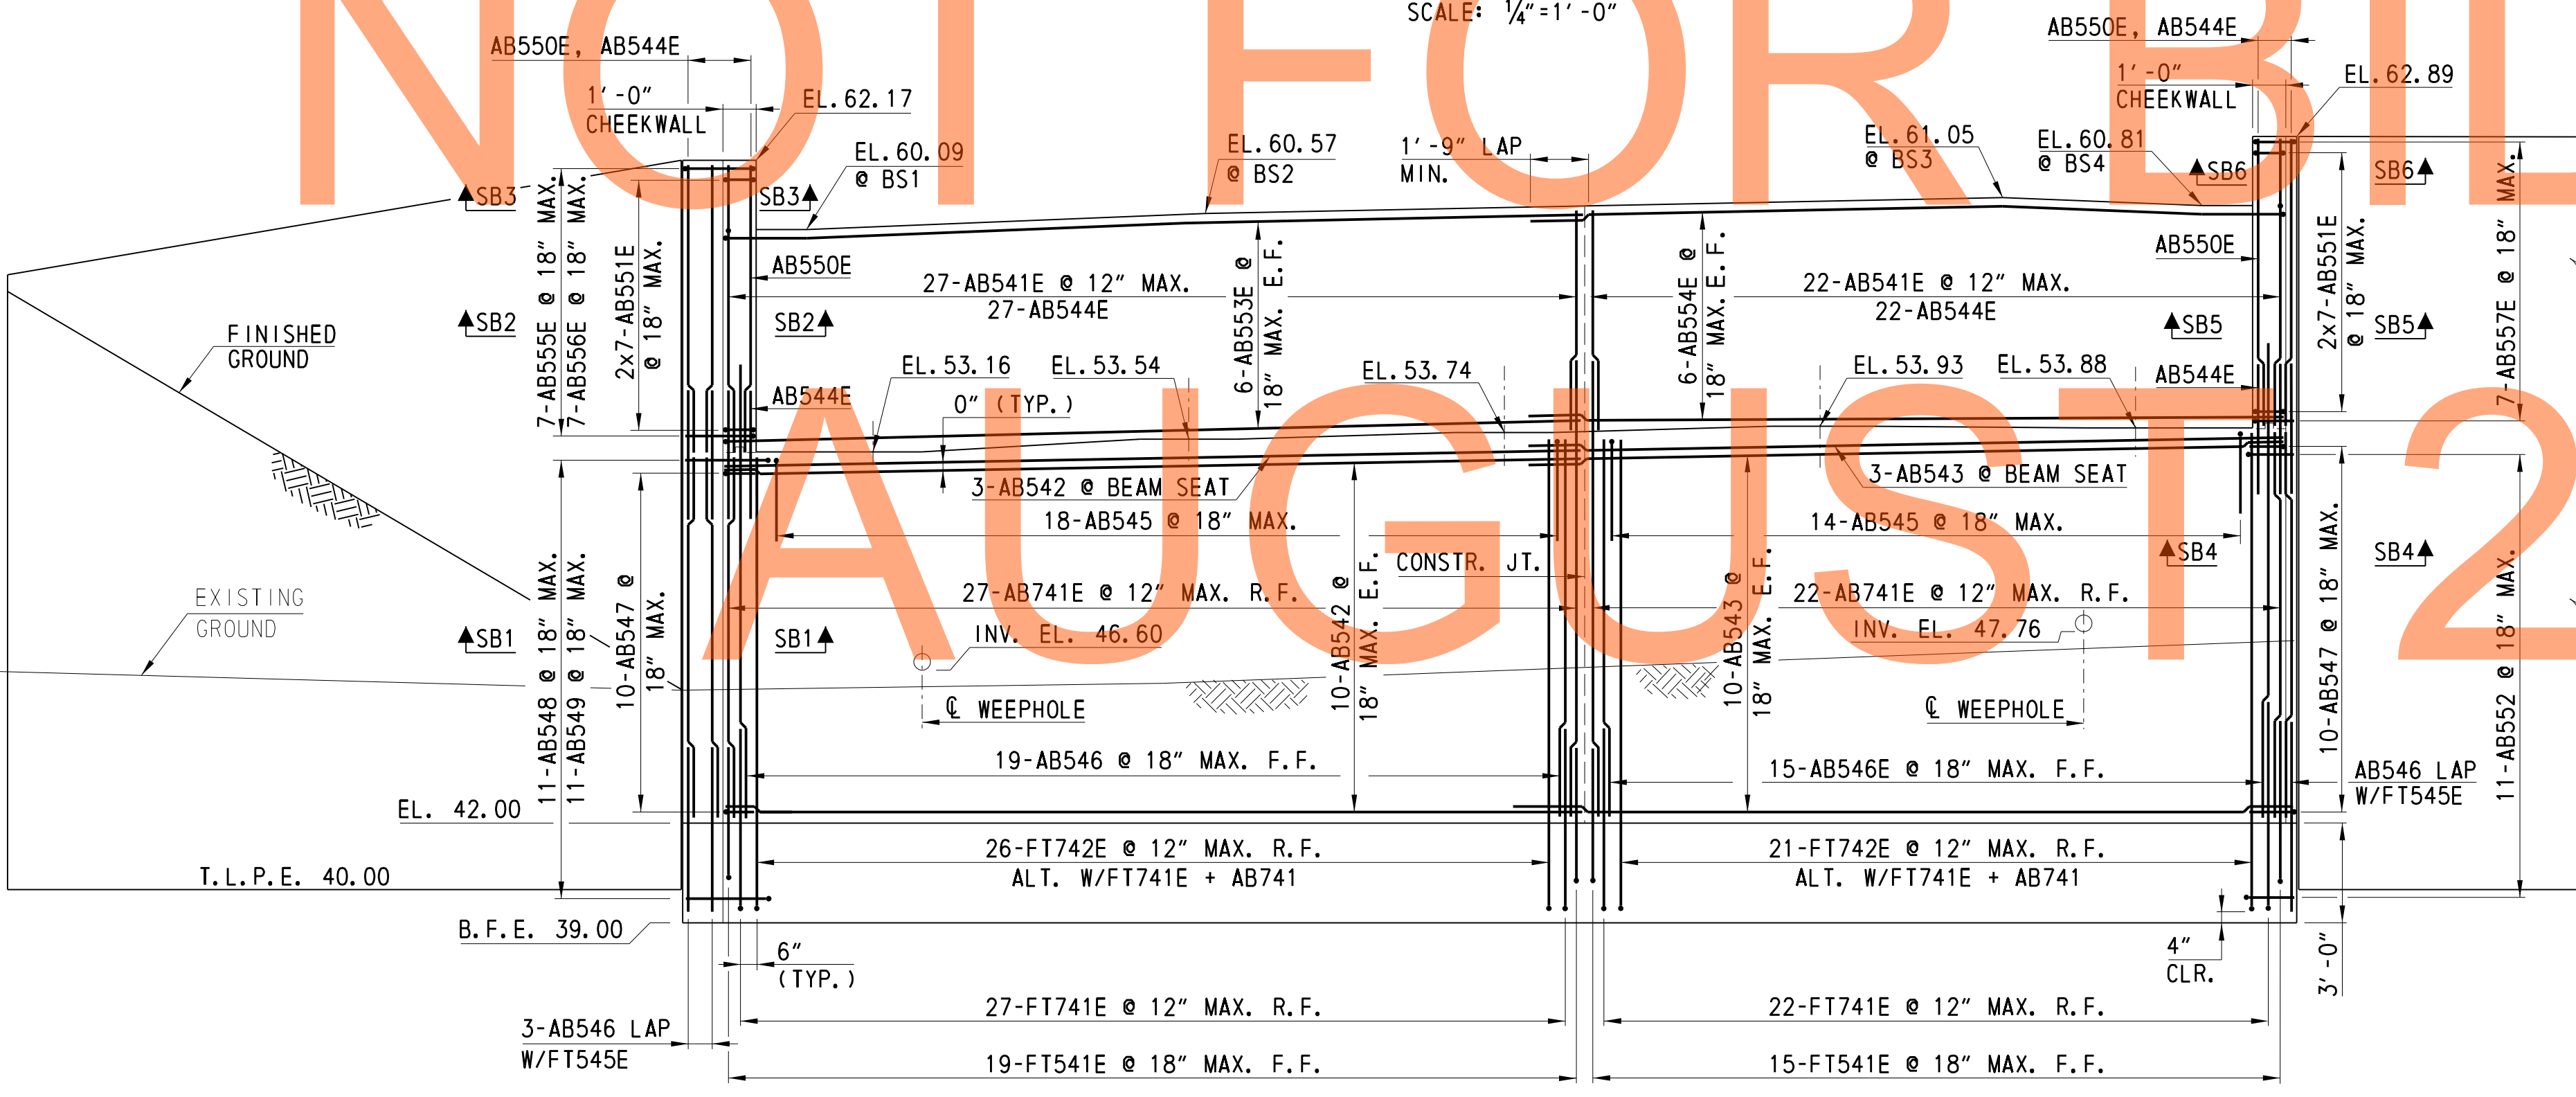 NOT FOR BIL
AUGUST 2
SCALE: ¼"=1'-0"
AB550E, AB544E
1'-0"
CHEEKWALL
EL.62.17
EL.60.09
@ BS1
EL.60.57
@ BS2
1'-9" LAP
MIN.
EL.61.05
@ BS3
EL.60.81
@ BS4
AB550E, AB544E
1'-0"
CHEEKWALL
EL.62.89
SB3
SB3
SB6
SB6
7-AB555E @ 18" MAX.
7-AB556E @ 18" MAX.
2x7-AB551E
@ 18" MAX.
AB550E
27-AB541E @ 12" MAX.
27-AB544E
6-AB553E @
18" MAX. E.F.
6-AB554E @
18" MAX. E.F.
22-AB541E @ 12" MAX.
22-AB544E
AB550E
2x7-AB551E
@ 18" MAX.
7-AB557E @ 18" MAX.
SB2
SB2
SB5
SB5
FINISHED
GROUND
AB544E
EL.53.16
EL.53.54
0" (TYP.)
EL.53.74
EL.53.93
EL.53.88
AB544E
3-AB542 @ BEAM SEAT
3-AB543 @ BEAM SEAT
18-AB545 @ 18" MAX.
14-AB545 @ 18" MAX.
CONSTR. JT.
SB4
SB4
EXISTING
GROUND
11-AB548 @ 18" MAX.
11-AB549 @ 18" MAX.
10-AB547 @
18" MAX.
27-AB741E @ 12" MAX. R.F.
10-AB542 @
18" MAX. E.F.
10-AB543 @
18" MAX. E.F.
22-AB741E @ 12" MAX. R.F.
10-AB547 @ 18" MAX.
11-AB552 @ 18" MAX.
SB1
SB1
INV. EL. 46.60
INV. EL. 47.76
℄ WEEPHOLE
℄ WEEPHOLE
19-AB546 @ 18" MAX. F.F.
15-AB546E @ 18" MAX. F.F.
AB546 LAP
W/FT545E
EL. 42.00
26-FT742E @ 12" MAX. R.F.
ALT. W/FT741E + AB741
21-FT742E @ 12" MAX. R.F.
ALT. W/FT741E + AB741
T.L.P.E. 40.00
B.F.E. 39.00
6"
(TYP.)
4"
CLR.
3'-0"
27-FT741E @ 12" MAX. R.F.
22-FT741E @ 12" MAX. R.F.
3-AB546 LAP
W/FT545E
19-FT541E @ 18" MAX. F.F.
15-FT541E @ 18" MAX. F.F.